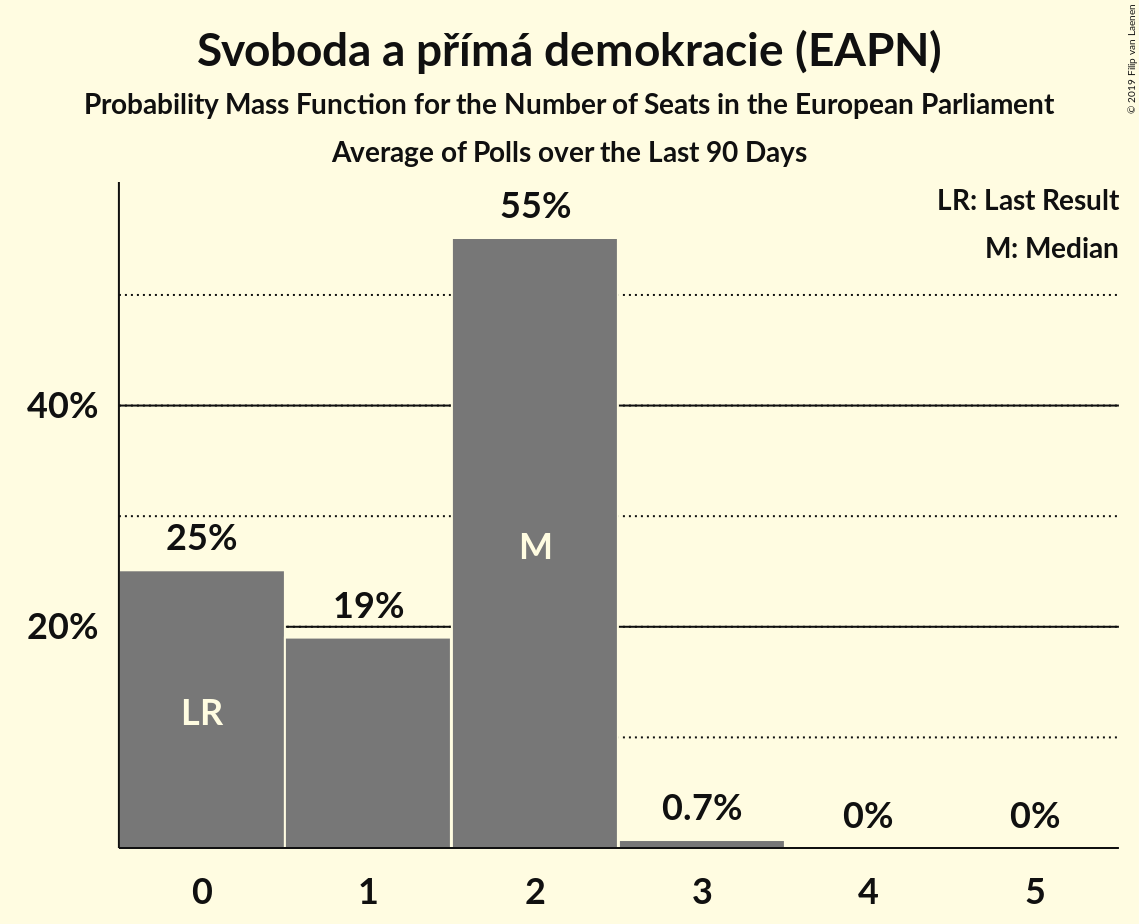 Svoboda a přímá demokracie (EAPN)
Probability Mass Function for the Number of Seats in the European Parliament
Average of Polls over the Last 90 Days
© 2019 Filip van Laenen
LR: Last Result
M: Median
55%
40%
25%
M
19%
20%
LR
0.7%
0%
0%
0
1
2
3
4
5